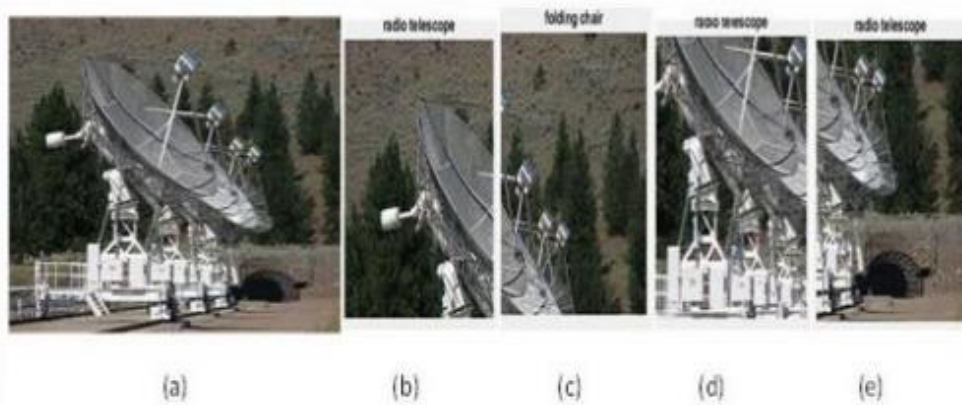 radio telescope
folding chair
radio telescope
radio telescope
(a)
(b)
(c)
(d)
(e)